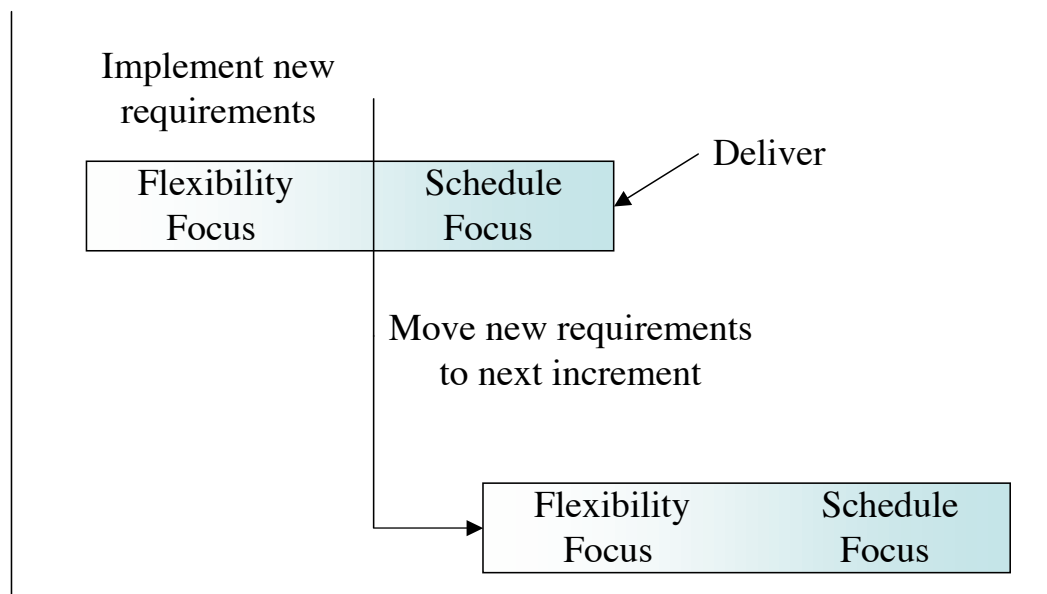 Implement new
requirements
Deliver
Flexibility
Focus
Schedule
Focus
Move new requirements
to next increment
Flexibility
Focus
Schedule
Focus